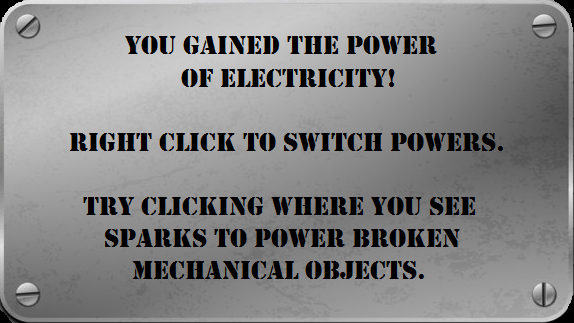 YOU GAINED THE POWER
OF ELECTRICITY!
RIGHT CLICK TO SWITCH POWERS.
TRY CLICKING WHERE YOU SEE
SPARKS TO POWER BROKEN
MECHANICAL OBJECTS.